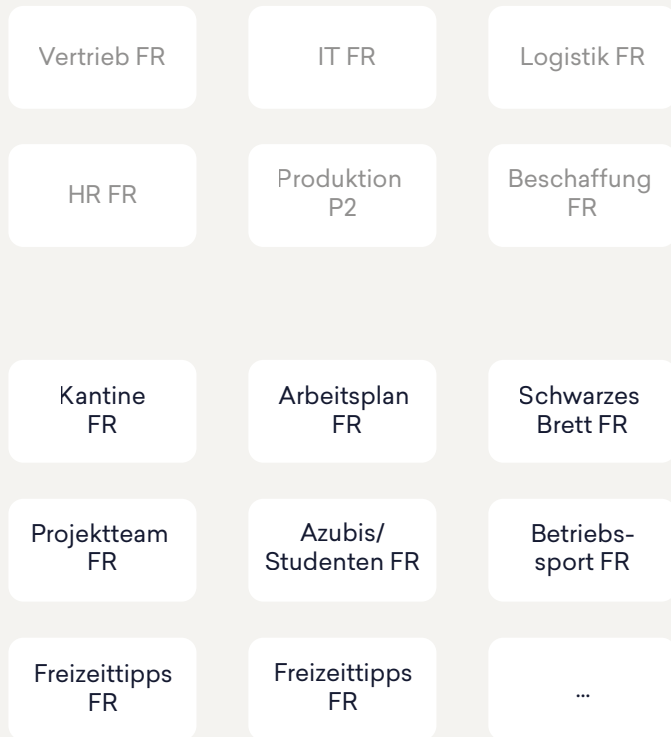 Vertrieb FR
IT FR
Logistik FR
HR FR
Produktion
P2
Beschaffung
FR
Kantine
FR
Arbeitsplan
FR
Schwarzes
Brett FR
Projektteam
FR
Azubis/
Studenten FR
Betriebs-
sport FR
Freizeittipps
FR
Freizeittipps
FR
...